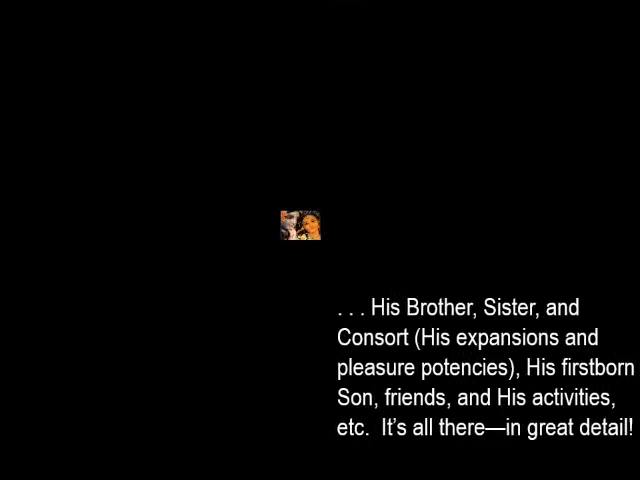 . . . His Brother, Sister, and
Consort (His expansions and
pleasure potencies), His firstborn
Son, friends, and His activities,
etc.  It’s all there—in great detail!